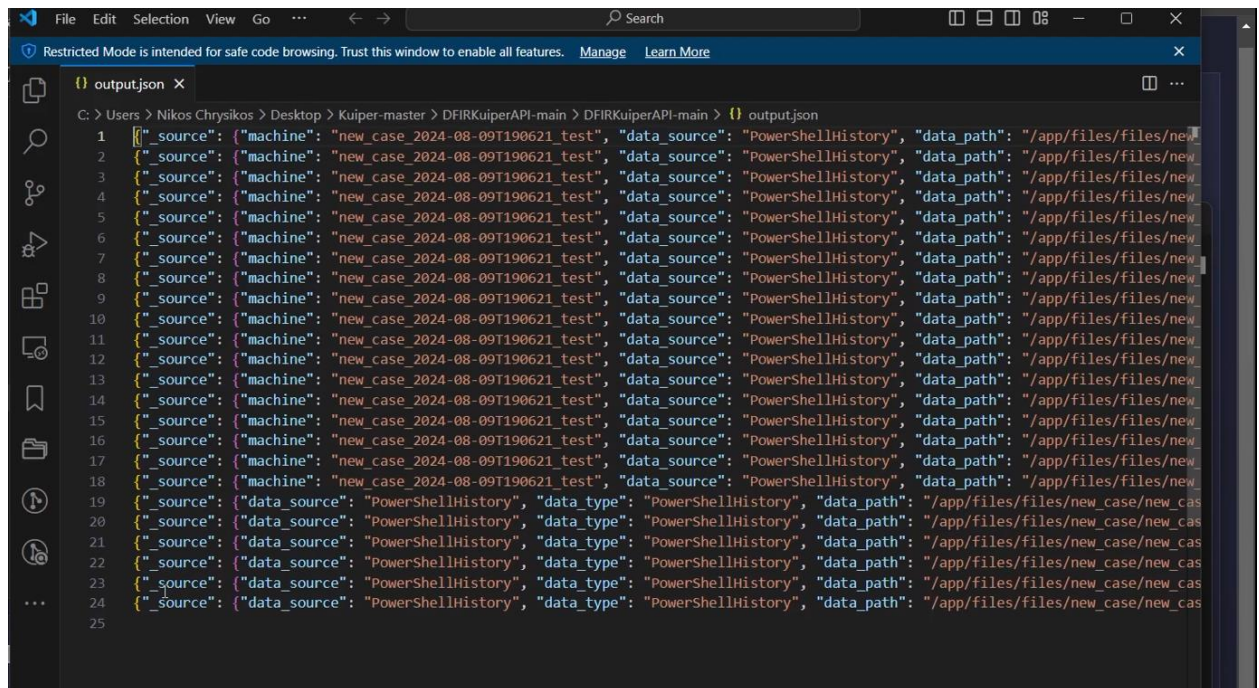 File Edit Selection View Go ··· Search
Restricted Mode is intended for safe code browsing. Trust this window to enable all features. Manage Learn More
{} output.json
C: > Users > Nikos Chrysikos > Desktop > Kuiper-master > DFIRKuiperAPI-main > DFIRKuiperAPI-main > {} output.json
1 {"_source": {"machine": "new_case_2024-08-09T190621_test", "data_source": "PowerShellHistory", "data_path": "/app/files/files/new_
2 {"_source": {"machine": "new_case_2024-08-09T190621_test", "data_source": "PowerShellHistory", "data_path": "/app/files/files/new_
3 {"_source": {"machine": "new_case_2024-08-09T190621_test", "data_source": "PowerShellHistory", "data_path": "/app/files/files/new_
4 {"_source": {"machine": "new_case_2024-08-09T190621_test", "data_source": "PowerShellHistory", "data_path": "/app/files/files/new_
5 {"_source": {"machine": "new_case_2024-08-09T190621_test", "data_source": "PowerShellHistory", "data_path": "/app/files/files/new_
6 {"_source": {"machine": "new_case_2024-08-09T190621_test", "data_source": "PowerShellHistory", "data_path": "/app/files/files/new_
7 {"_source": {"machine": "new_case_2024-08-09T190621_test", "data_source": "PowerShellHistory", "data_path": "/app/files/files/new_
8 {"_source": {"machine": "new_case_2024-08-09T190621_test", "data_source": "PowerShellHistory", "data_path": "/app/files/files/new_
9 {"_source": {"machine": "new_case_2024-08-09T190621_test", "data_source": "PowerShellHistory", "data_path": "/app/files/files/new_
10 {"_source": {"machine": "new_case_2024-08-09T190621_test", "data_source": "PowerShellHistory", "data_path": "/app/files/files/new_
11 {"_source": {"machine": "new_case_2024-08-09T190621_test", "data_source": "PowerShellHistory", "data_path": "/app/files/files/new_
12 {"_source": {"machine": "new_case_2024-08-09T190621_test", "data_source": "PowerShellHistory", "data_path": "/app/files/files/new_
13 {"_source": {"machine": "new_case_2024-08-09T190621_test", "data_source": "PowerShellHistory", "data_path": "/app/files/files/new_
14 {"_source": {"machine": "new_case_2024-08-09T190621_test", "data_source": "PowerShellHistory", "data_path": "/app/files/files/new_
15 {"_source": {"machine": "new_case_2024-08-09T190621_test", "data_source": "PowerShellHistory", "data_path": "/app/files/files/new_
16 {"_source": {"machine": "new_case_2024-08-09T190621_test", "data_source": "PowerShellHistory", "data_path": "/app/files/files/new_
17 {"_source": {"machine": "new_case_2024-08-09T190621_test", "data_source": "PowerShellHistory", "data_path": "/app/files/files/new_
18 {"_source": {"machine": "new_case_2024-08-09T190621_test", "data_source": "PowerShellHistory", "data_path": "/app/files/files/new_
19 {"_source": {"data_source": "PowerShellHistory", "data_type": "PowerShellHistory", "data_path": "/app/files/files/new_case/new_cas
20 {"_source": {"data_source": "PowerShellHistory", "data_type": "PowerShellHistory", "data_path": "/app/files/files/new_case/new_cas
21 {"_source": {"data_source": "PowerShellHistory", "data_type": "PowerShellHistory", "data_path": "/app/files/files/new_case/new_cas
22 {"_source": {"data_source": "PowerShellHistory", "data_type": "PowerShellHistory", "data_path": "/app/files/files/new_case/new_cas
23 {"_source": {"data_source": "PowerShellHistory", "data_type": "PowerShellHistory", "data_path": "/app/files/files/new_case/new_cas
24 {"_source": {"data_source": "PowerShellHistory", "data_type": "PowerShellHistory", "data_path": "/app/files/files/new_case/new_cas
25